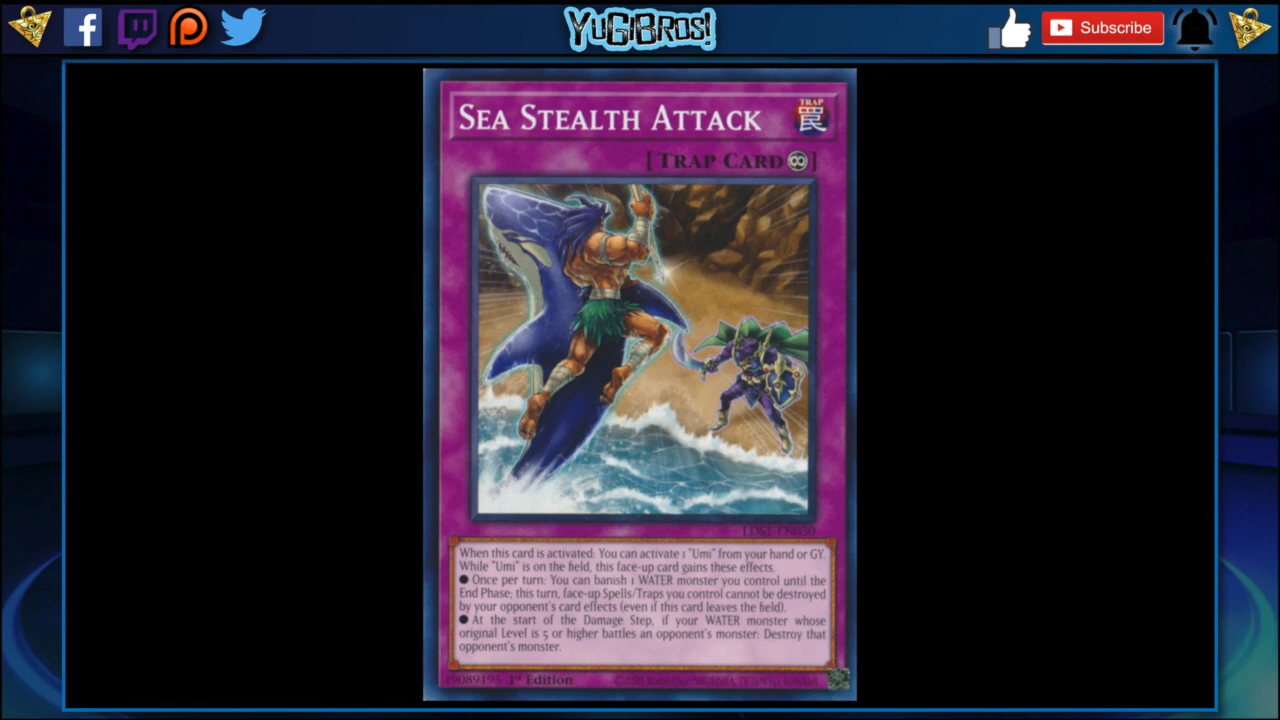 YuGiBros!
Subscribe
Sea Stealth Attack
TRAP
罠
[Trap Card]
LDS1-EN030
When this card is activated: You can activate 1 "Umi" from your hand or GY.
While "Umi" is on the field, this face-up card gains these effects.
● Once per turn: You can banish 1 WATER monster you control until the
End Phase; this turn, face-up Spells/Traps you control cannot be destroyed
by your opponent's card effects (even if this card leaves the field).
● At the start of the Damage Step, if your WATER monster whose
original Level is 5 or higher battles an opponent's monster: Destroy that
opponent's monster.
19089195 1st Edition